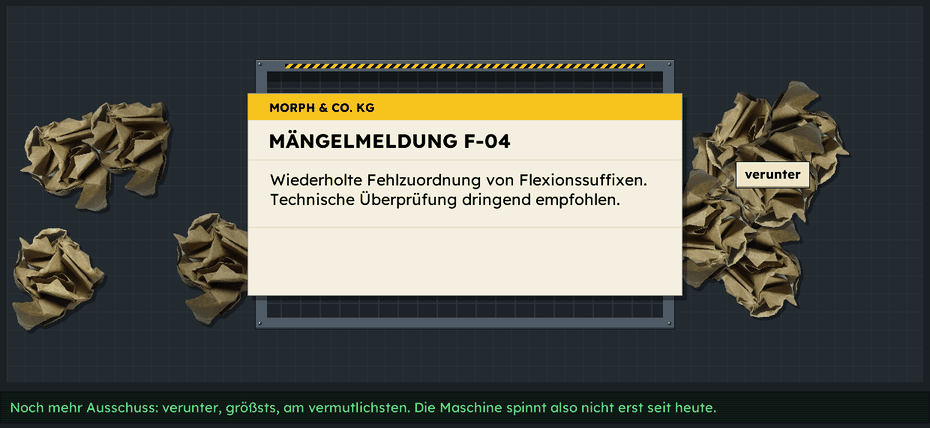 MORPH & CO. KG
MÄNGELMELDUNG F-04
Wiederholte Fehlzuordnung von Flexionssuffixen.
Technische Überprüfung dringend empfohlen.
verunter
Noch mehr Ausschuss: verunter, größsts, am vermutlichsten. Die Maschine spinnt also nicht erst seit heute.